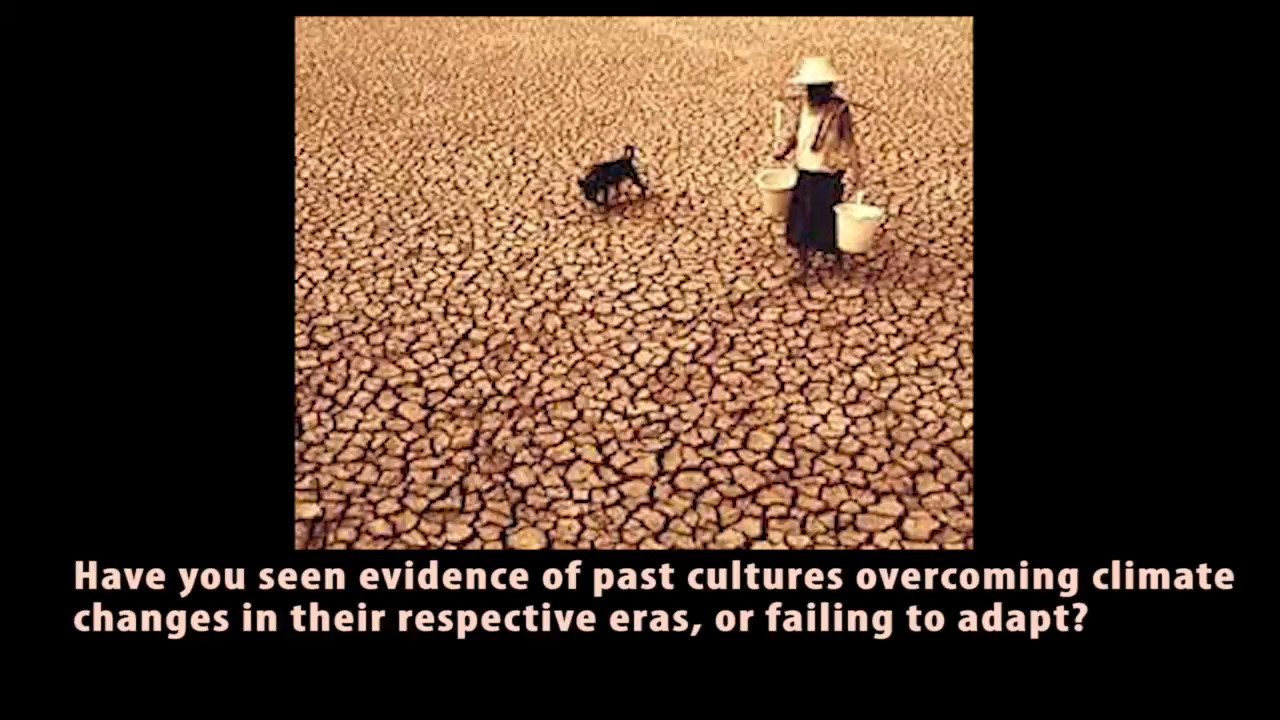 Have you seen evidence of past cultures overcoming climate
changes in their respective eras, or failing to adapt?